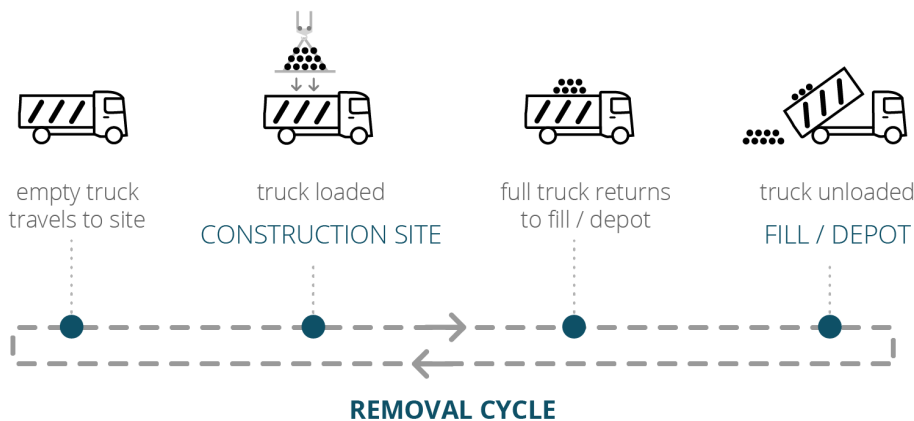 empty truck
travels to site
truck loaded
CONSTRUCTION SITE
full truck returns
to fill / depot
truck unloaded
FILL / DEPOT
REMOVAL CYCLE